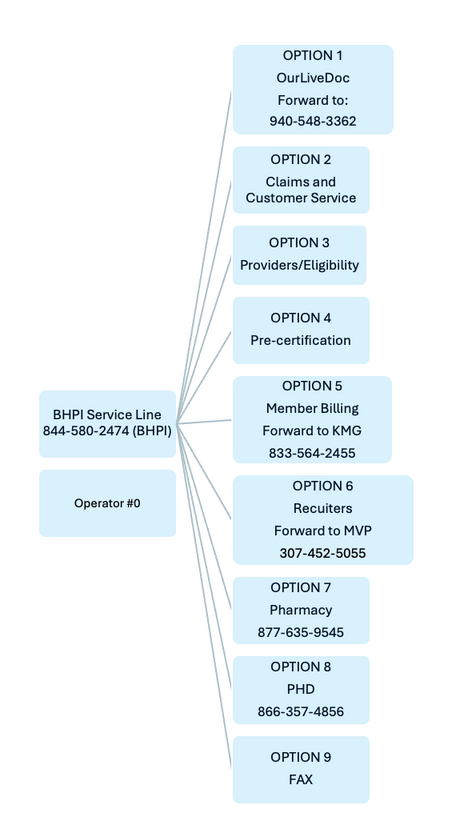 OPTION 1
OurLiveDoc
Forward to:
940-548-3362
OPTION 2
Claims and
Customer Service
OPTION 3
Providers/Eligibility
OPTION 4
Pre-certification
BHPI Service Line
844-580-2474 (BHPI)
OPTION 5
Member Billing
Forward to KMG
833-564-2455
Operator #0
OPTION 6
Recuiters
Forward to MVP
307-452-5055
OPTION 7
Pharmacy
877-635-9545
OPTION 8
PHD
866-357-4856
OPTION 9
FAX